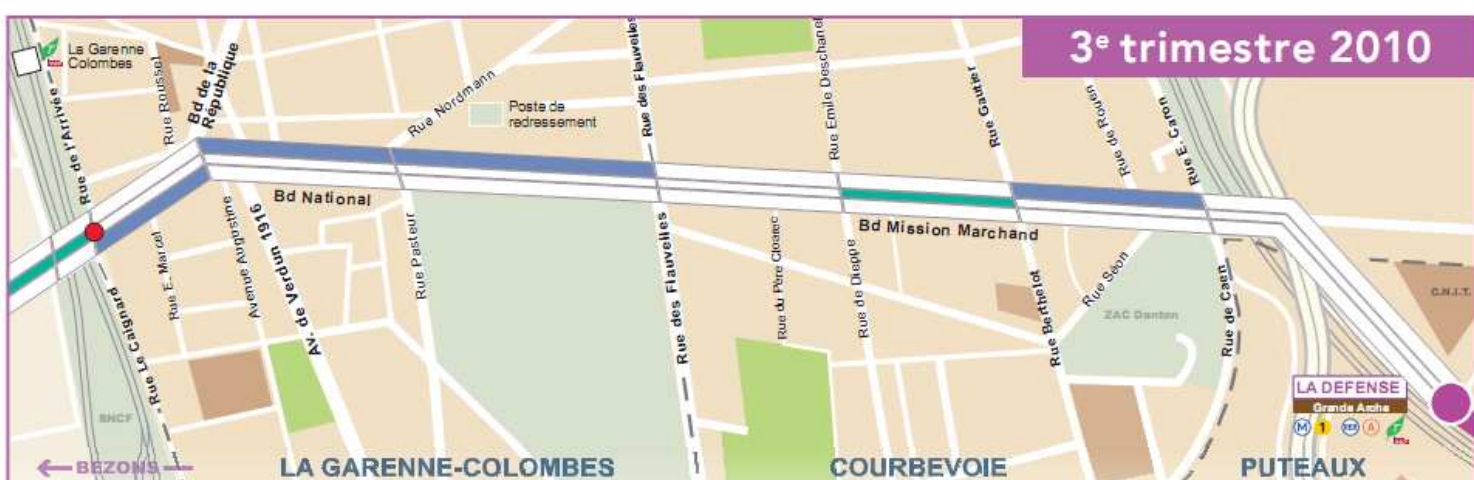 3e trimestre 2010
La Garenne
Colombes
Rue de l'Arrivée
Rue Roussel
Bd de la
République
Rue Nordmann
Poste de
redressement
Rue des Flauvelles
Rue Emile Deschanel
Rue Gautier
Rue de Rouen
Rue E. Caron
Bd National
Bd Mission Marchand
Rue Le Caignard
Rue E. Marcel
Avenue Augustine
Av. de Verdun 1916
Rue Pasteur
Rue des Flauvelles
Rue du Père Cloarec
Rue de Dieppe
Rue Berthelot
Rue Séon
ZAC Danton
Rue de Caen
C.N.I.T.
SNCF
LA DEFENSE
Grande Arche
M 1 RER A
← BEZONS
LA GARENNE-COLOMBES
COURBEVOIE
PUTEAUX